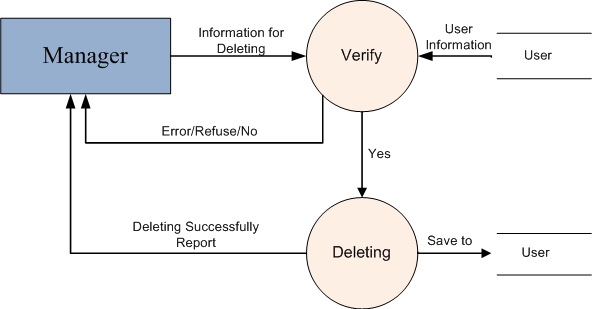 Information for
Deleting
User
Information
Manager
Verify
User
Error/Refuse/No
Yes
Deleting Successfully
Report
Deleting
Save to
User